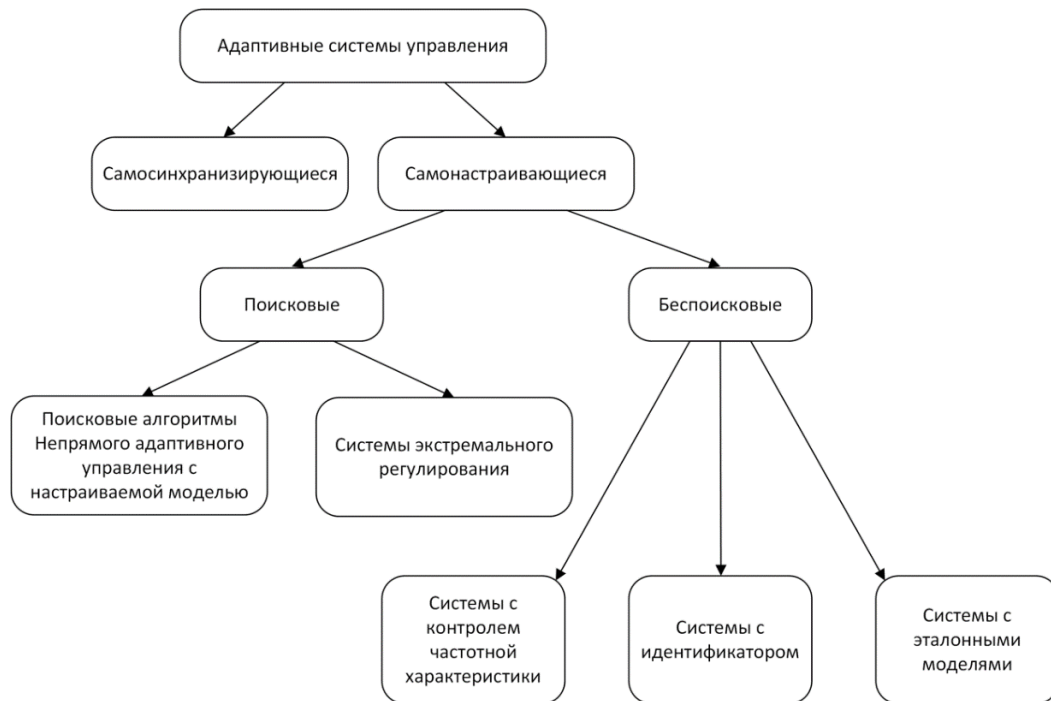 Адаптивные системы управления
Самосинхранизирующиеся
Самонастраивающиеся
Поисковые
Беспоисковые
Поисковые алгоритмы
Непрямого адаптивного
управления с
настраиваемой моделью
Системы экстремального
регулирования
Системы с
контролем
частотной
характеристики
Системы с
идентификатором
Системы с
эталонными
моделями